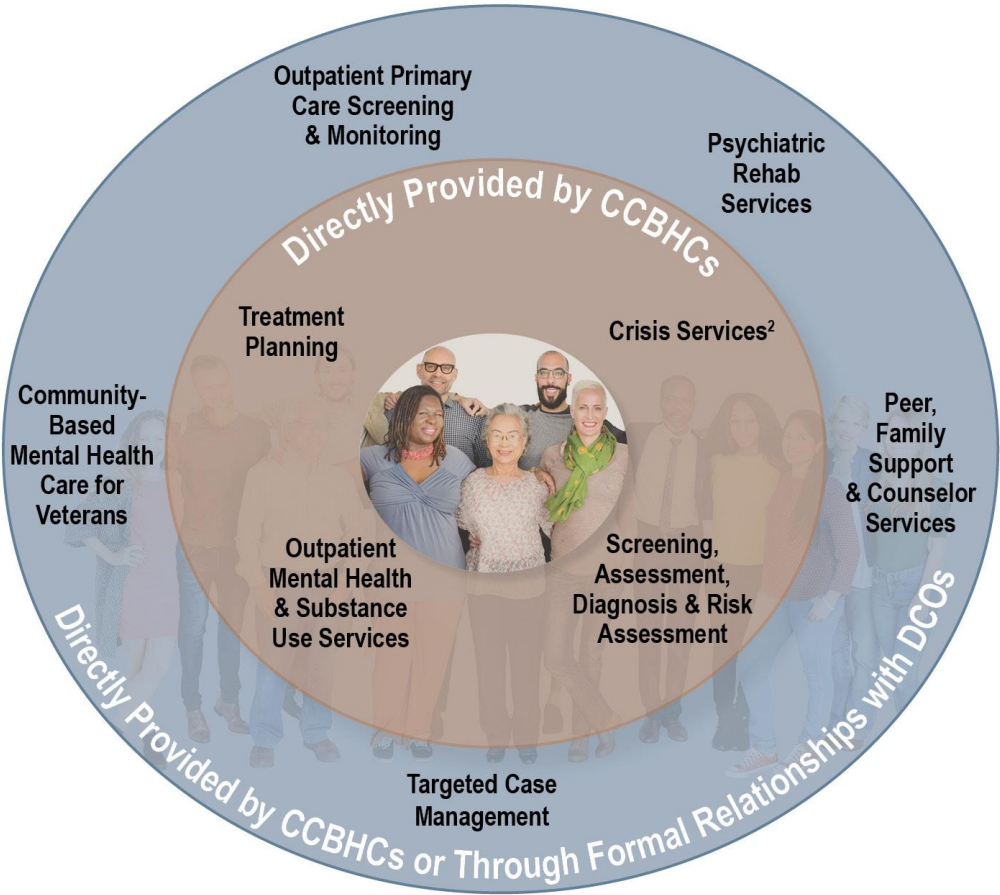 Outpatient Primary
Care Screening
& Monitoring
Psychiatric
Rehab
Services
Directly Provided by CCBHCs
Treatment
Planning
Crisis Services²
Community-
Based
Mental Health
Care for
Veterans
Peer,
Family
Support
& Counselor
Services
Outpatient
Mental Health
& Substance
Use Services
Screening,
Assessment,
Diagnosis & Risk
Assessment
Targeted Case
Management
Directly Provided by CCBHCs or Through Formal Relationships with DCOs